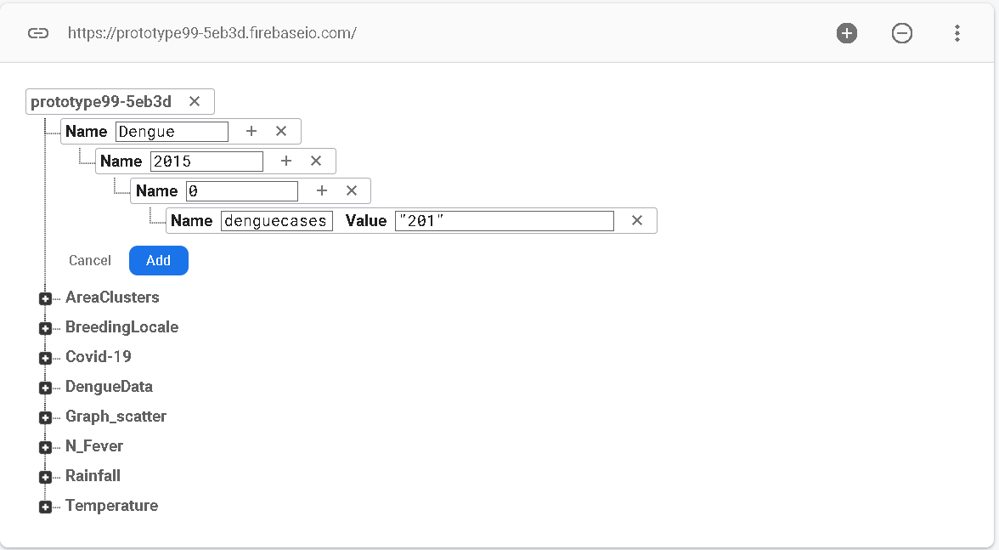 https://prototype99-5eb3d.firebaseio.com/
prototype99-5eb3d
Name Dengue
Name 2015
Name 0
Name denguecases Value "201"
Cancel Add
AreaClusters
BreedingLocale
Covid-19
DengueData
Graph_scatter
N_Fever
Rainfall
Temperature